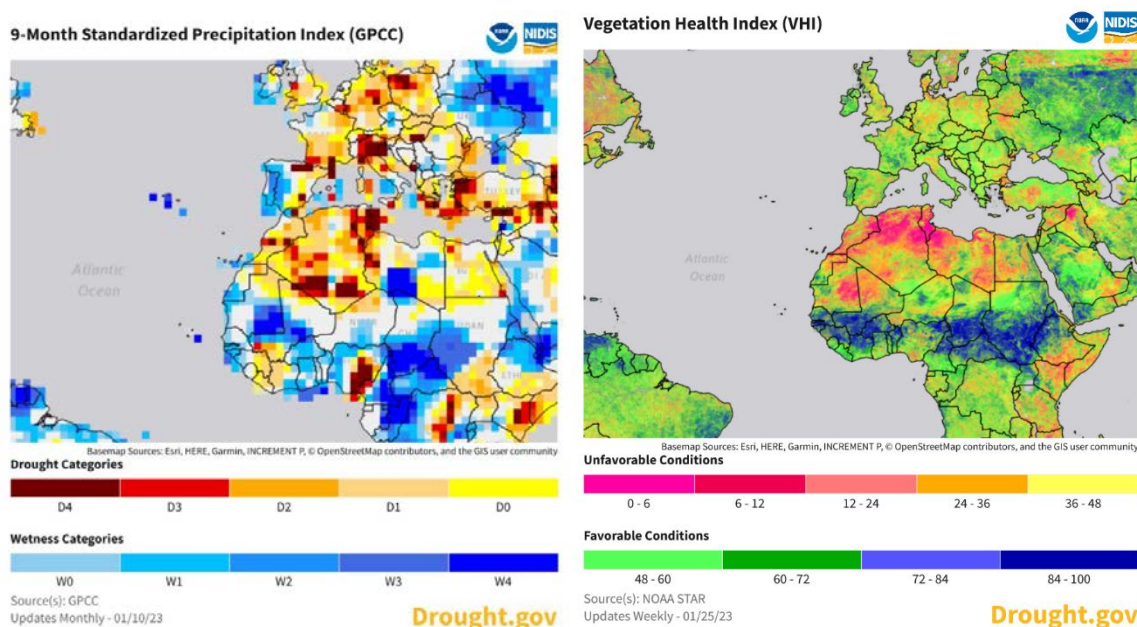 9-Month Standardized Precipitation Index (GPCC)
NIDIS
Atlantic
Ocean
TURKEY
Basemap Sources: Esri, HERE, Garmin, INCREMENT P, © OpenStreetMap contributors, and the GIS user community
Drought Categories
D4 D3 D2 D1 D0
Wetness Categories
W0 W1 W2 W3 W4
Source(s): GPCC
Updates Monthly - 01/10/23
Drought.gov
Vegetation Health Index (VHI)
NIDIS
Atlantic
Ocean
Basemap Sources: Esri, HERE, Garmin, INCREMENT P, © OpenStreetMap contributors, and the GIS user community
Unfavorable Conditions
0 - 6 6 - 12 12 - 24 24 - 36 36 - 48
Favorable Conditions
48 - 60 60 - 72 72 - 84 84 - 100
Source(s): NOAA STAR
Updates Weekly - 01/25/23
Drought.gov